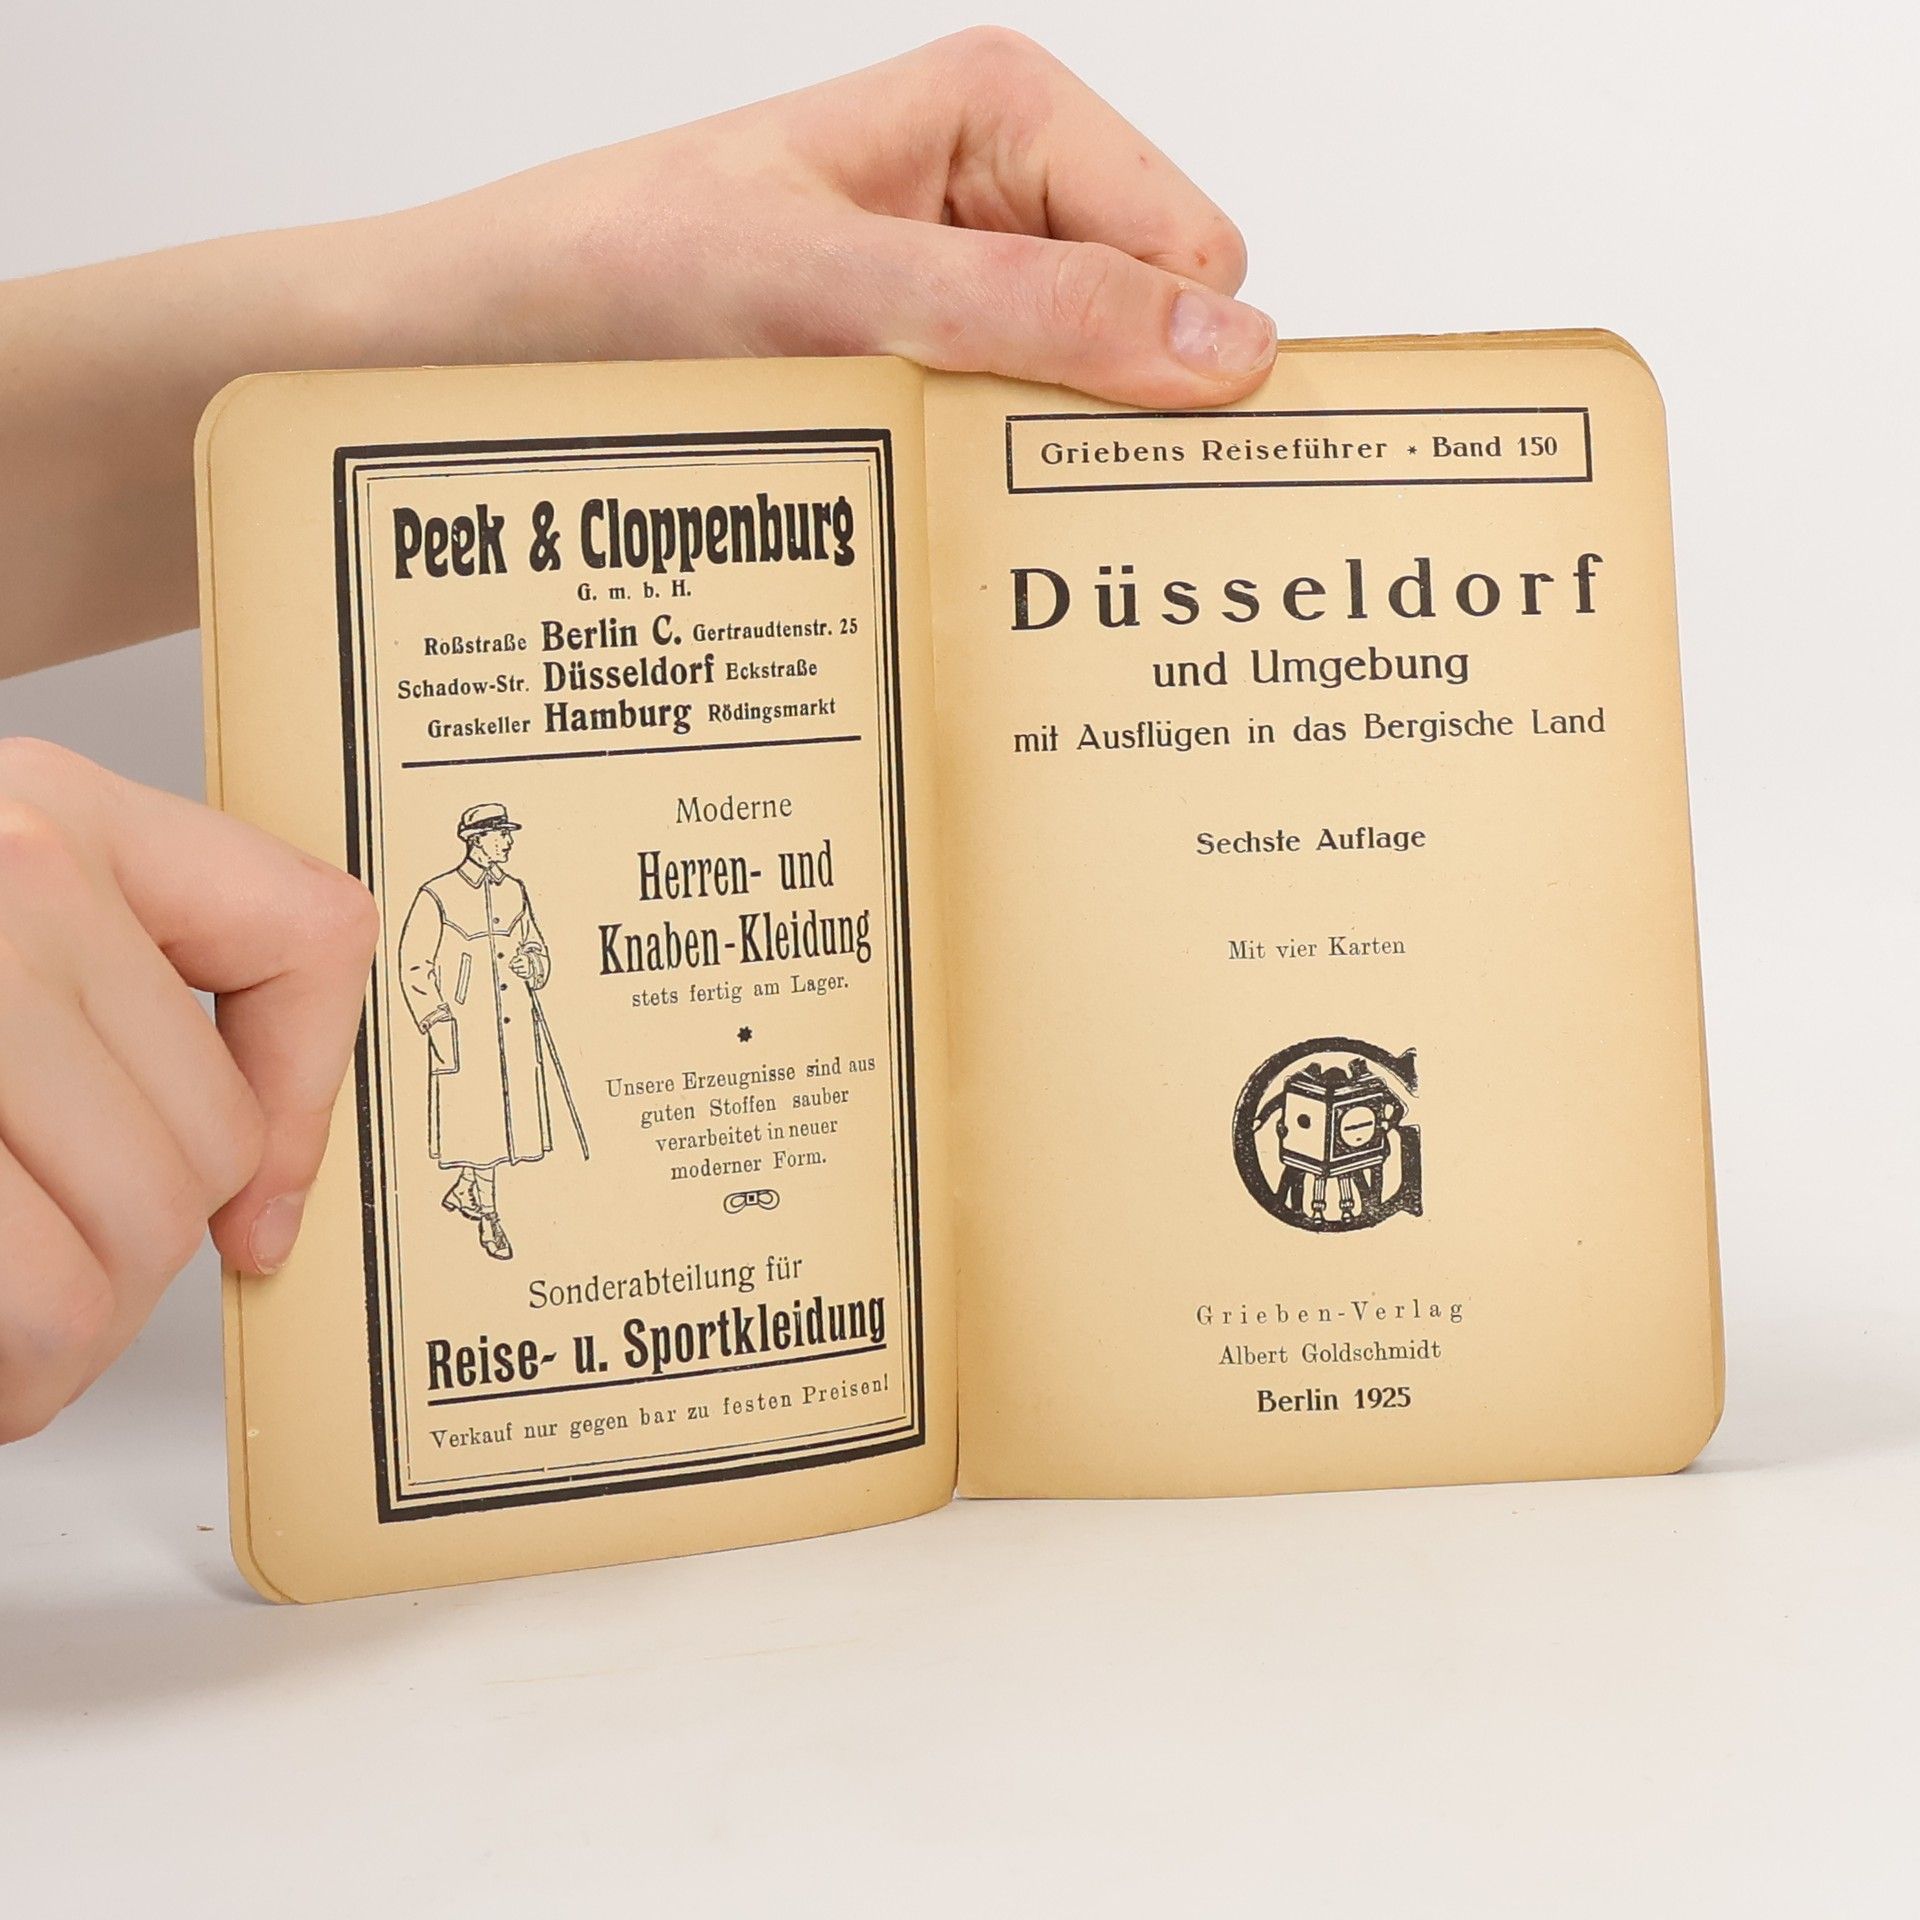 Peek & Cloppenburg
G. m. b. H.
Roßstraße Berlin C. Gertraudtenstr. 25
Schadow-Str. Düsseldorf Eckstraße
Graskeller Hamburg Rödingsmarkt
Moderne
Herren- und
Knaben-Kleidung
stets fertig am Lager.
Unsere Erzeugnisse sind aus
guten Stoffen sauber
verarbeitet in neuer
moderner Form.
Sonderabteilung für
Reise- u. Sportkleidung
Verkauf nur gegen bar zu festen Preisen!
Griebens Reiseführer * Band 150
Düsseldorf
und Umgebung
mit Ausflügen in das Bergische Land
Sechste Auflage
Mit vier Karten
G
Grieben-Verlag
Albert Goldschmidt
Berlin 1925